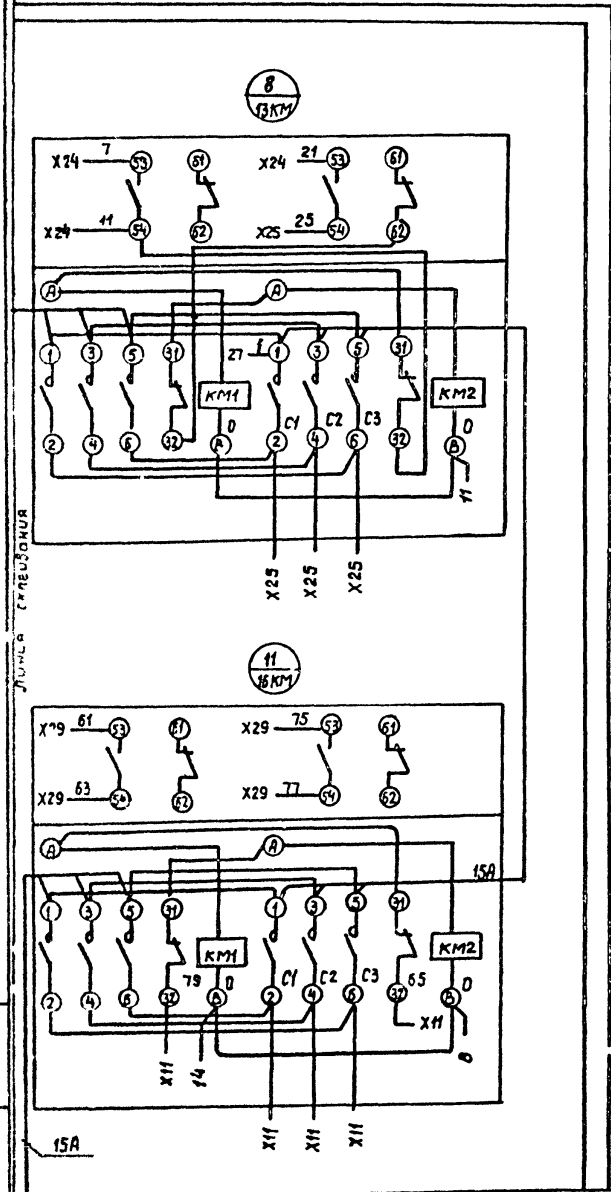 8
13КМ
X24 7 53 61 X24 21 53 61
X24 11 54 62 X25 25 54 62
A A
1 3 5 31 27 1 3 5 31
КМ1 КМ2
2 4 6 32 A 0 2 C1 4 C2 6 C3 32 B 0
11
X25 X25 X25
Линия склеивания
11
16КМ
61 53 61 X29 75 53 61
X29 63 54 62 X29 77 54 62
A A
15А
1 3 5 31 1 3 5 31
КМ1 КМ2
2 4 6 32 79 B 0 2 C1 4 C2 6 C3 32 65 B 0
X11 14 X11 8
X11 X11 X11
15А